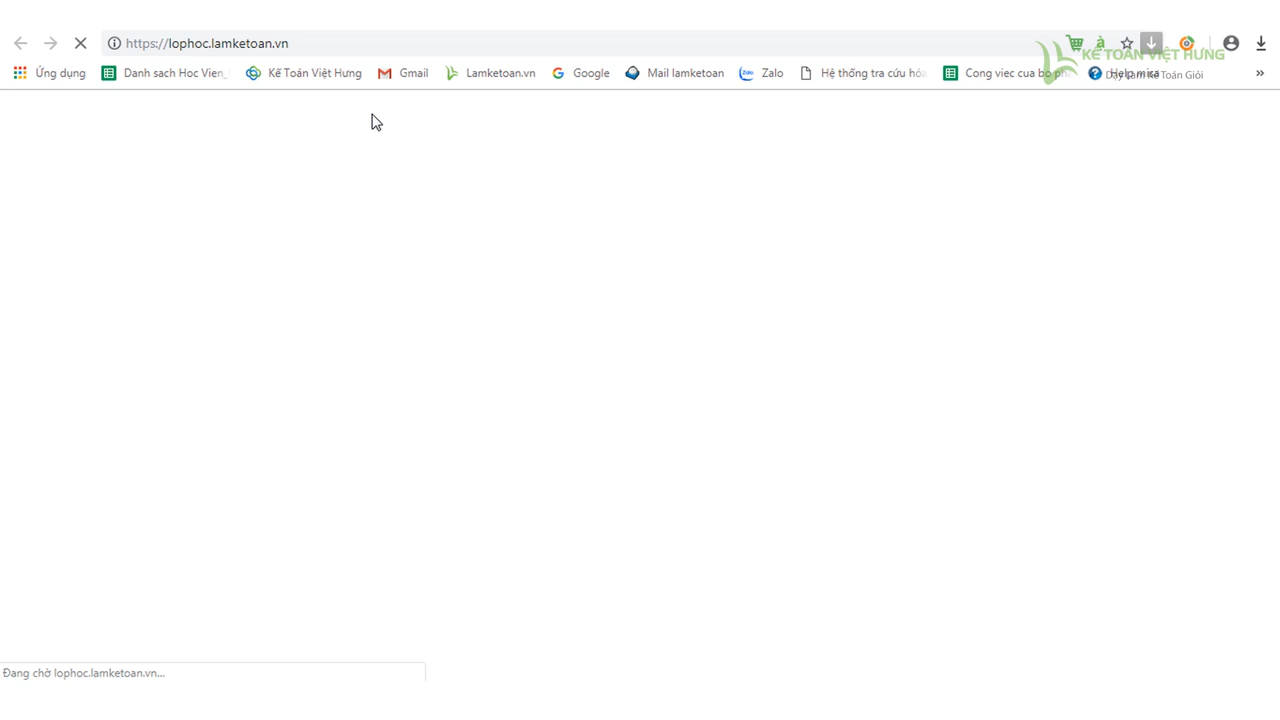 https://lophoc.lamketoan.vn
KẾ TOÁN VIỆT HƯNG
Ứng dụng Danh sach Hoc Vien_ Kế Toán Việt Hưng Gmail Lamketoan.vn Google Mail lamketoan Zalo Hệ thống tra cứu hóa Cong viec cua bo ph Help misa »
Dạy Làm Kế Toán Giỏi
Đang chờ lophoc.lamketoan.vn...